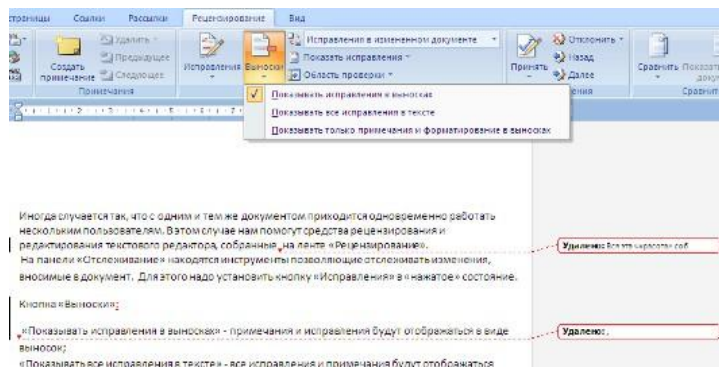 страницы Ссылки Рассылки Рецензирование Вид
Удалить
Предыдущее
Следующее
Создать примечание
Примечания
Исправления
Выноски
Исправления в измененном документе
Показать исправления
Область проверки
Принять
Отклонить
Назад
Далее
Сравнить
Показать
Показывать исправления в выносках
Показывать все исправления в тексте
Показывать только примечания и форматирование в выносках
Иногда случается так, что с одним и тем же документом приходится одновременно работать
нескольким пользователям. В этом случае нам помогут средства рецензирования и
редактирования текстового редактора, собранные на ленте «Рецензирование».
На панели «Отслеживание» находятся инструменты позволяющие отслеживать изменения,
вносимые в документ. Для этого надо установить кнопку «Исправления» в «нажатое» состояние.
Удалено: Вся эта «красота» соб
Кнопка «Выноски»:
«Показывать исправления в выносках» - примечания и исправления будут отображаться в виде
выносок;
Удалено: ,
«Показывать все исправления в тексте» - все исправления и примечания будут отображаться